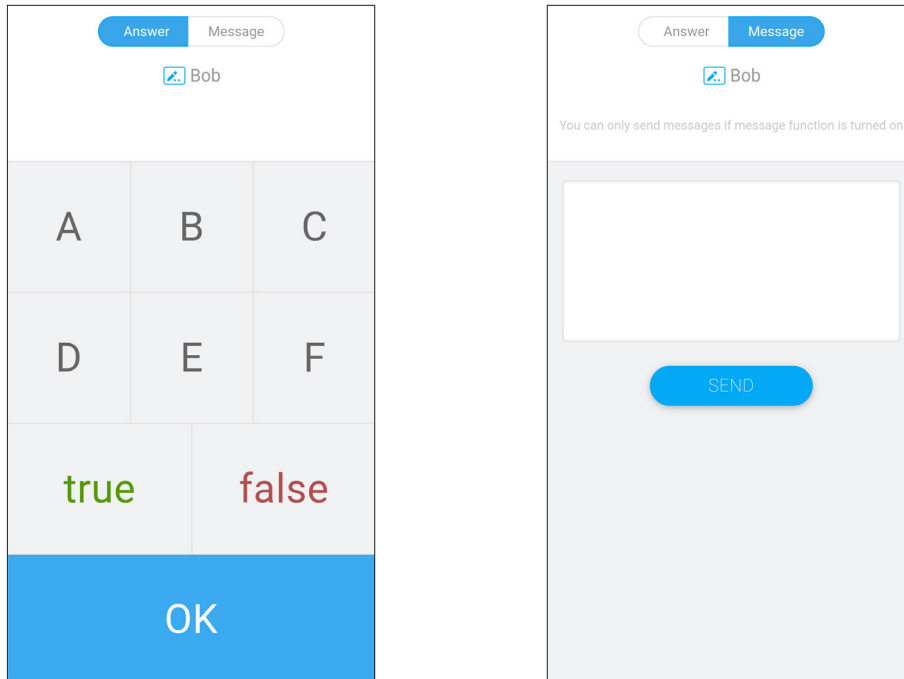 Answer Message
Bob
A B C
D E F
true false
OK
Answer Message
Bob
You can only send messages if message function is turned on
SEND